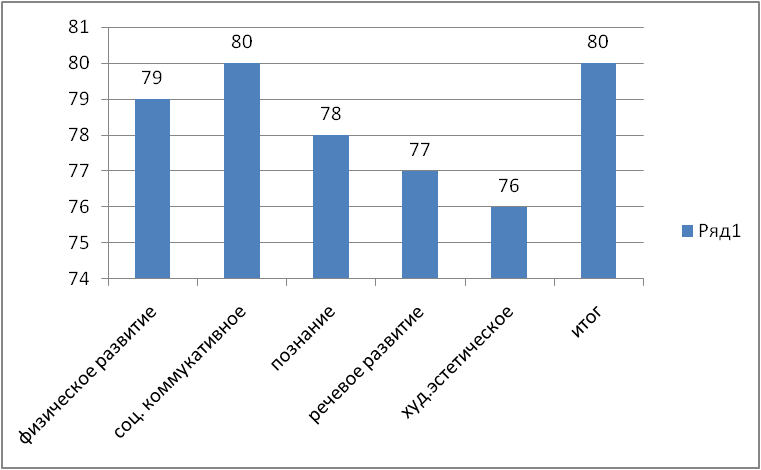 81
80
79
78
77
76
75
74
79
80
78
77
76
80
физическое развитие
соц. коммукативное
познание
речевое развитие
худ.эстетическое
итог
Ряд1